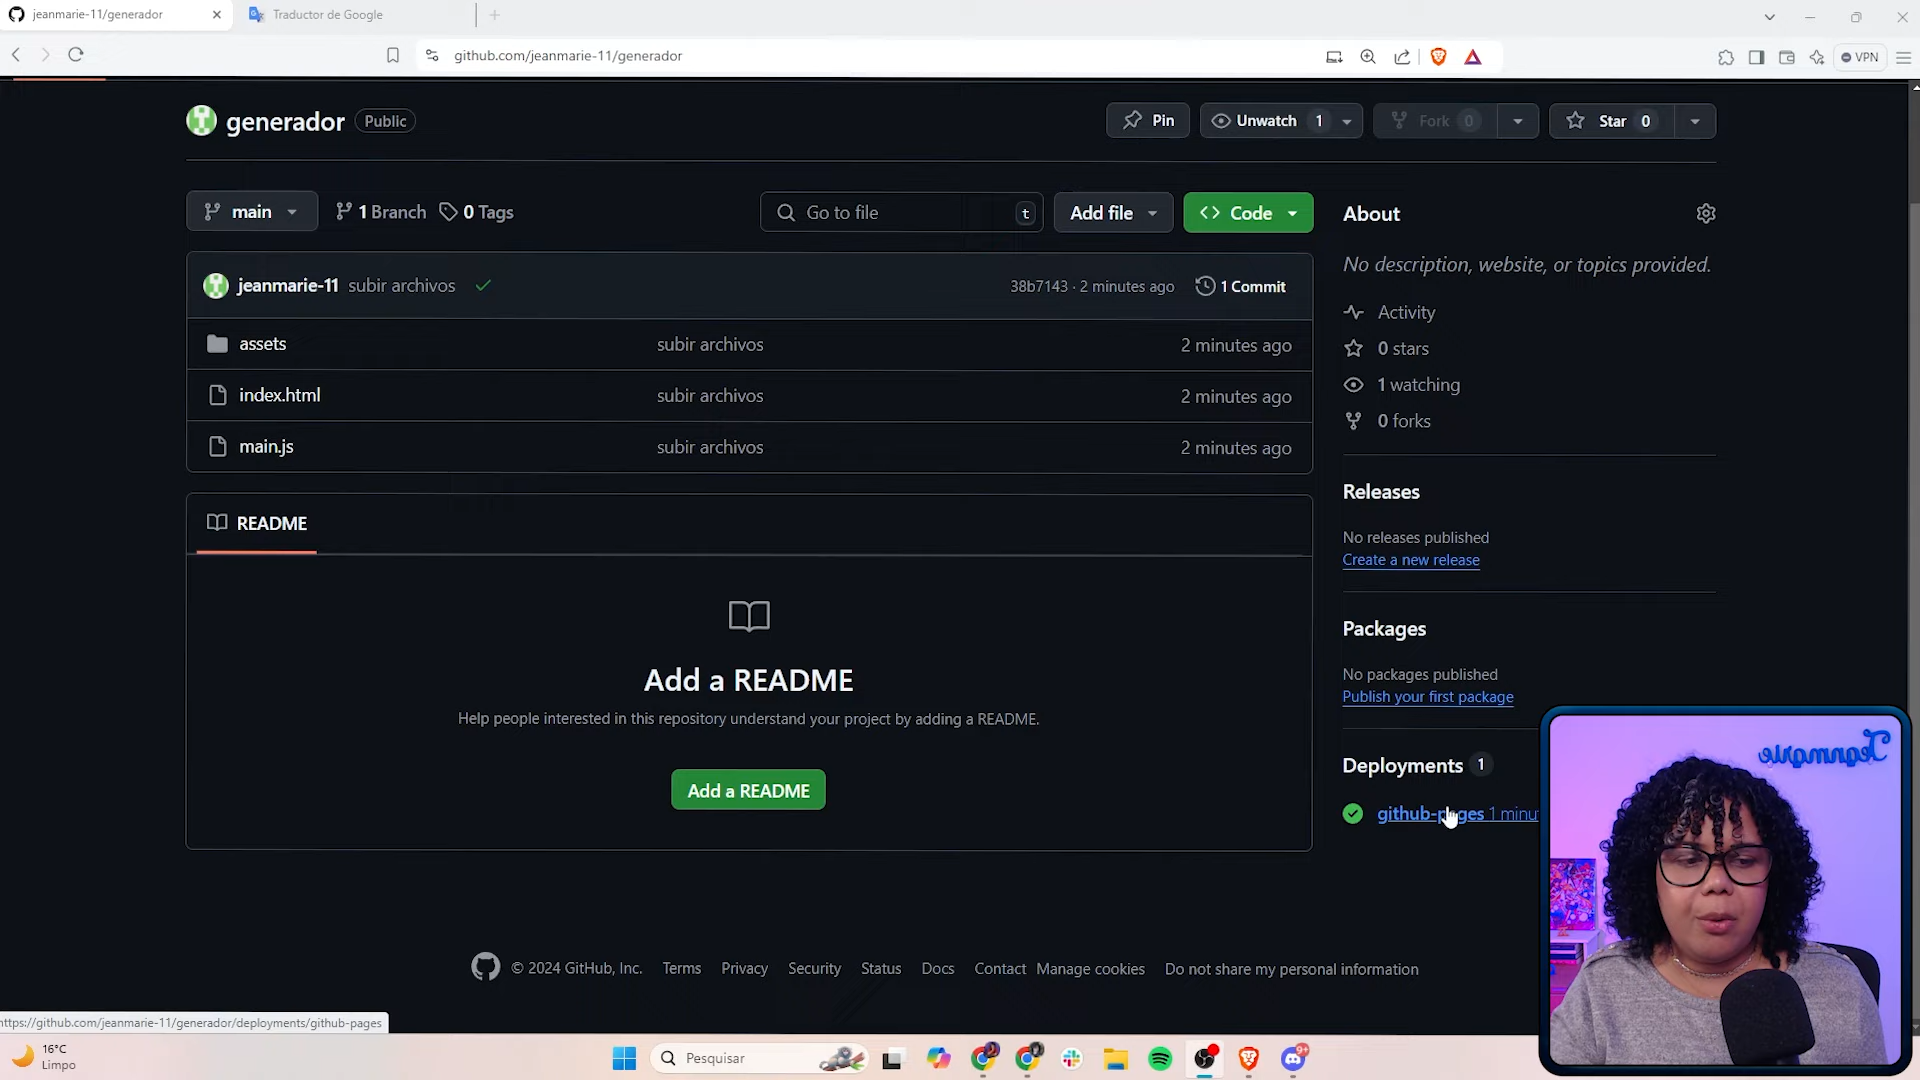 jeanmarie-11/generador
Traductor de Google
github.com/jeanmarie-11/generador
VPN
generador
Public
Pin
Unwatch 1
Fork 0
Star 0
main
1 Branch
0 Tags
Go to file
t
Add file
Code
About
No description, website, or topics provided.
jeanmarie-11 subir archivos
38b7143 · 2 minutes ago
1 Commit
assets subir archivos 2 minutes ago
index.html subir archivos 2 minutes ago
main.js subir archivos 2 minutes ago
Activity
0 stars
1 watching
0 forks
Releases
No releases published
Create a new release
README
Add a README
Help people interested in this repository understand your project by adding a README.
Add a README
Packages
No packages published
Publish your first package
Deployments 1
github-pages 1 minu
Jeanmarie
© 2024 GitHub, Inc. Terms Privacy Security Status Docs Contact Manage cookies Do not share my personal information
https://github.com/jeanmarie-11/generador/deployments/github-pages
16°C
Limpo
Pesquisar
9+